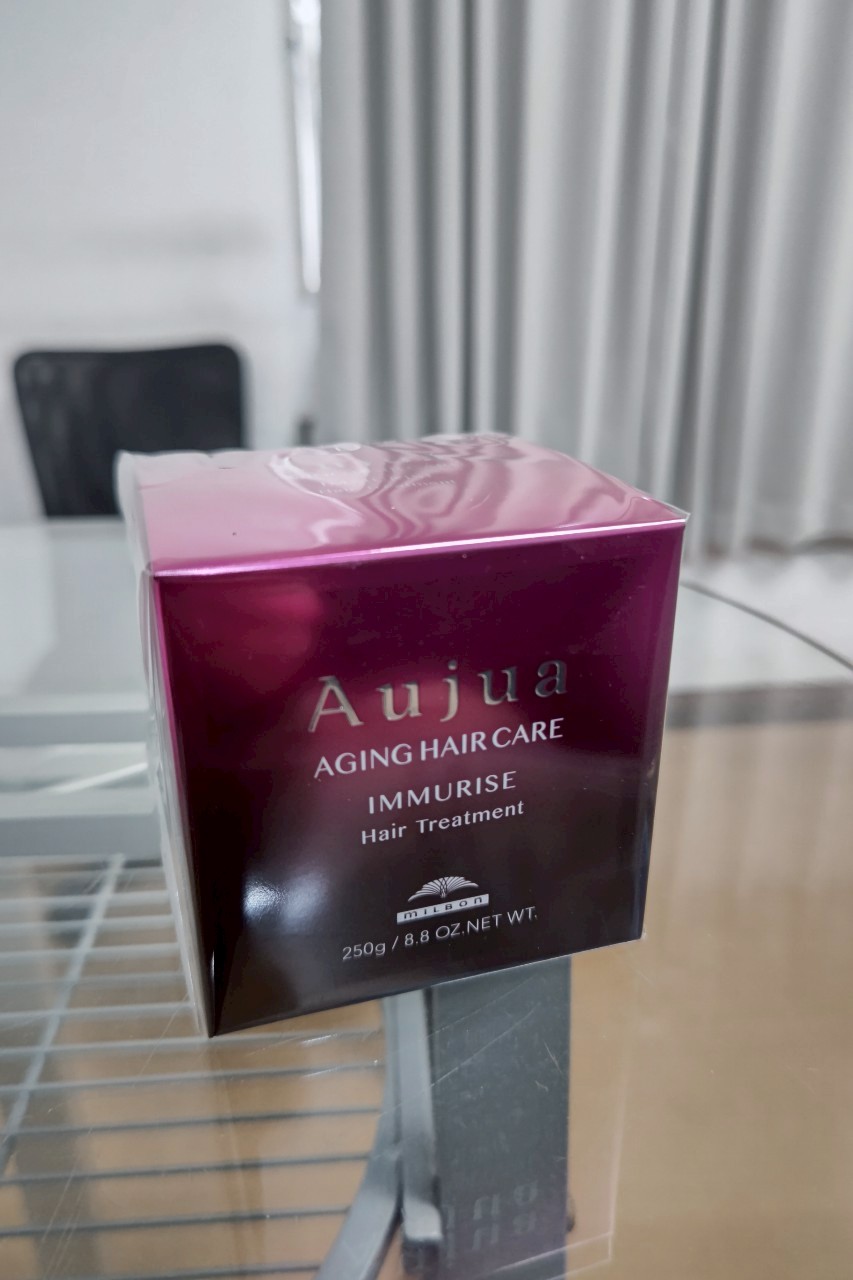 Aujua
AGING HAIR CARE
IMMURISE
Hair Treatment
MILBON
250g / 8.8 OZ.NET WT.